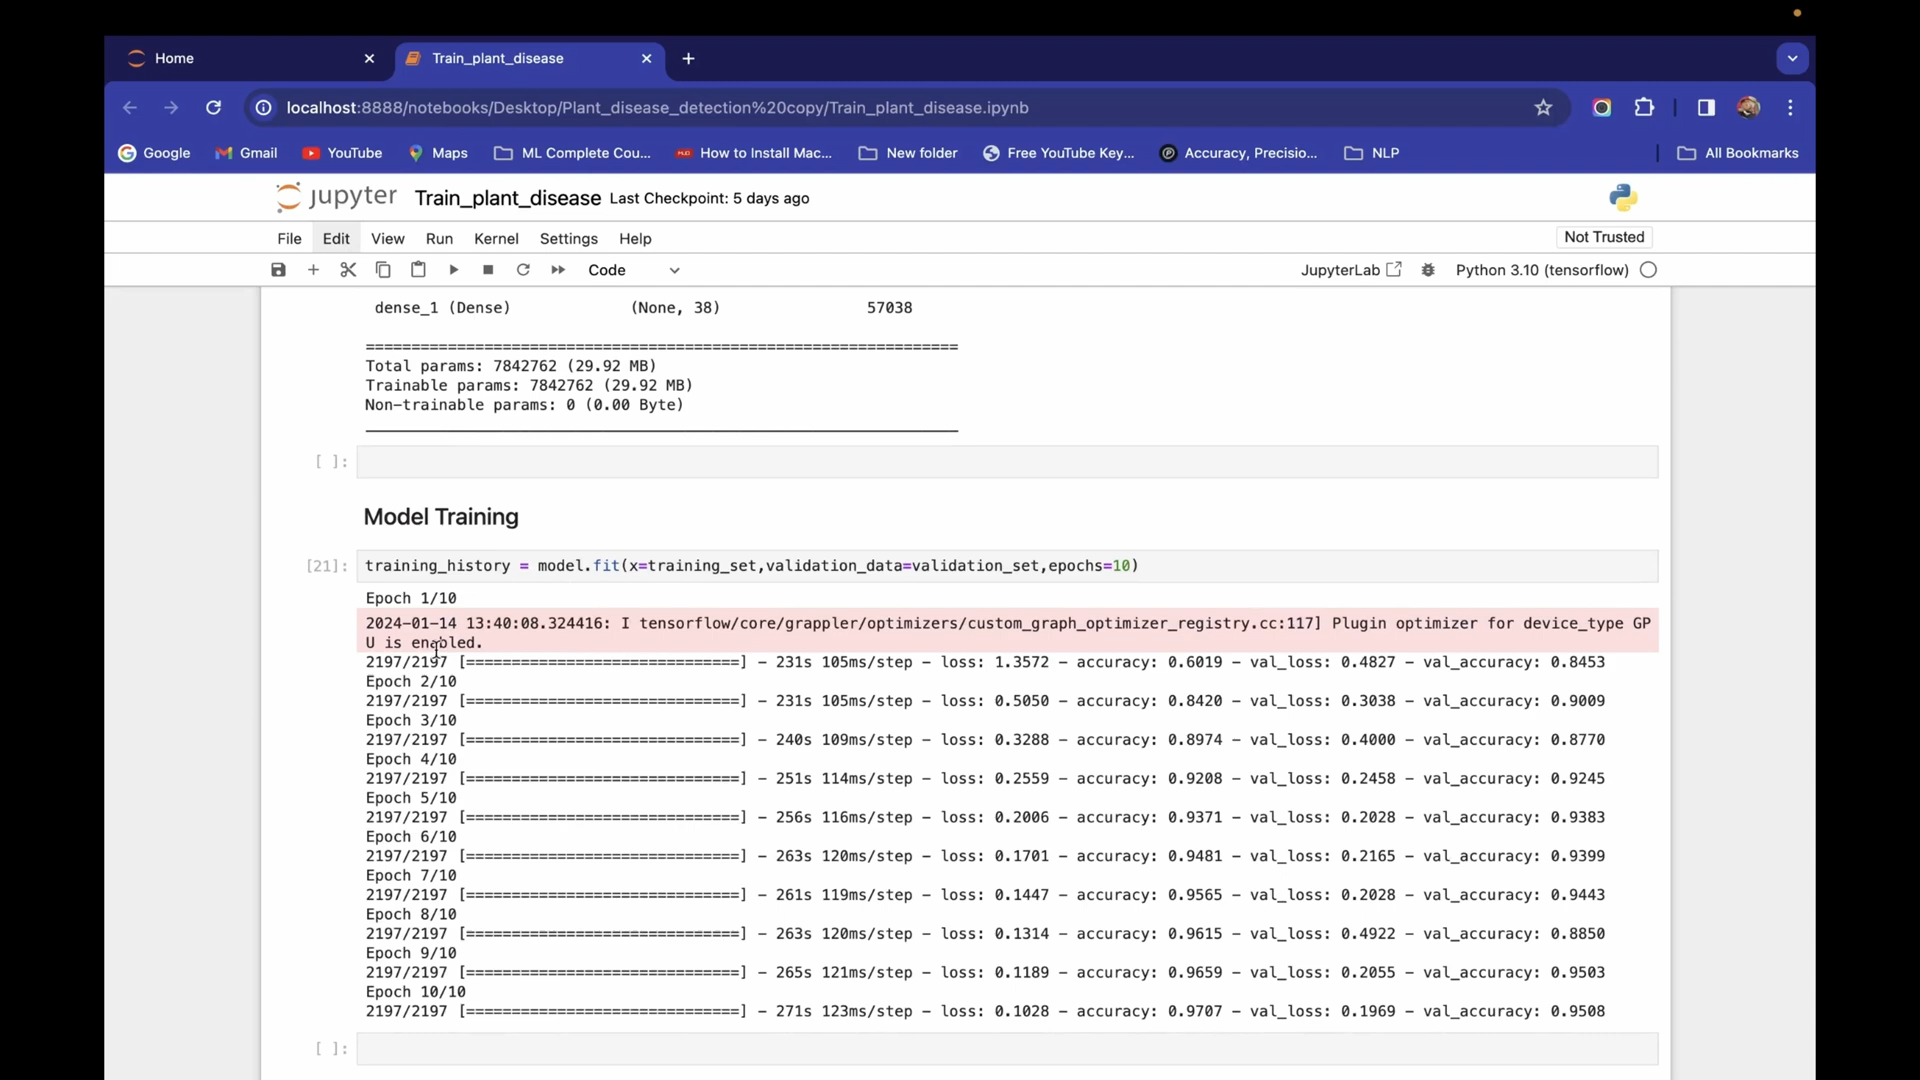 Home
Train_plant_disease
localhost:8888/notebooks/Desktop/Plant_disease_detection%20copy/Train_plant_disease.ipynb
Google Gmail YouTube Maps ML Complete Cou... How to Install Mac... New folder Free YouTube Key... Accuracy, Precisio... NLP All Bookmarks
jupyter Train_plant_disease Last Checkpoint: 5 days ago
File Edit View Run Kernel Settings Help Not Trusted
Code JupyterLab Python 3.10 (tensorflow)
dense_1 (Dense) (None, 38) 57038
=================================================================
Total params: 7842762 (29.92 MB)
Trainable params: 7842762 (29.92 MB)
Non-trainable params: 0 (0.00 Byte)
_________________________________________________________________
[ ]:
Model Training
[21]: training_history = model.fit(x=training_set,validation_data=validation_set,epochs=10)
Epoch 1/10
2024-01-14 13:40:08.324416: I tensorflow/core/grappler/optimizers/custom_graph_optimizer_registry.cc:117] Plugin optimizer for device_type GP
U is enabled.
2197/2197 [==============================] - 231s 105ms/step - loss: 1.3572 - accuracy: 0.6019 - val_loss: 0.4827 - val_accuracy: 0.8453
Epoch 2/10
2197/2197 [==============================] - 231s 105ms/step - loss: 0.5050 - accuracy: 0.8420 - val_loss: 0.3038 - val_accuracy: 0.9009
Epoch 3/10
2197/2197 [==============================] - 240s 109ms/step - loss: 0.3288 - accuracy: 0.8974 - val_loss: 0.4000 - val_accuracy: 0.8770
Epoch 4/10
2197/2197 [==============================] - 251s 114ms/step - loss: 0.2559 - accuracy: 0.9208 - val_loss: 0.2458 - val_accuracy: 0.9245
Epoch 5/10
2197/2197 [==============================] - 256s 116ms/step - loss: 0.2006 - accuracy: 0.9371 - val_loss: 0.2028 - val_accuracy: 0.9383
Epoch 6/10
2197/2197 [==============================] - 263s 120ms/step - loss: 0.1701 - accuracy: 0.9481 - val_loss: 0.2165 - val_accuracy: 0.9399
Epoch 7/10
2197/2197 [==============================] - 261s 119ms/step - loss: 0.1447 - accuracy: 0.9565 - val_loss: 0.2028 - val_accuracy: 0.9443
Epoch 8/10
2197/2197 [==============================] - 263s 120ms/step - loss: 0.1314 - accuracy: 0.9615 - val_loss: 0.4922 - val_accuracy: 0.8850
Epoch 9/10
2197/2197 [==============================] - 265s 121ms/step - loss: 0.1189 - accuracy: 0.9659 - val_loss: 0.2055 - val_accuracy: 0.9503
Epoch 10/10
2197/2197 [==============================] - 271s 123ms/step - loss: 0.1028 - accuracy: 0.9707 - val_loss: 0.1969 - val_accuracy: 0.9508
[ ]: